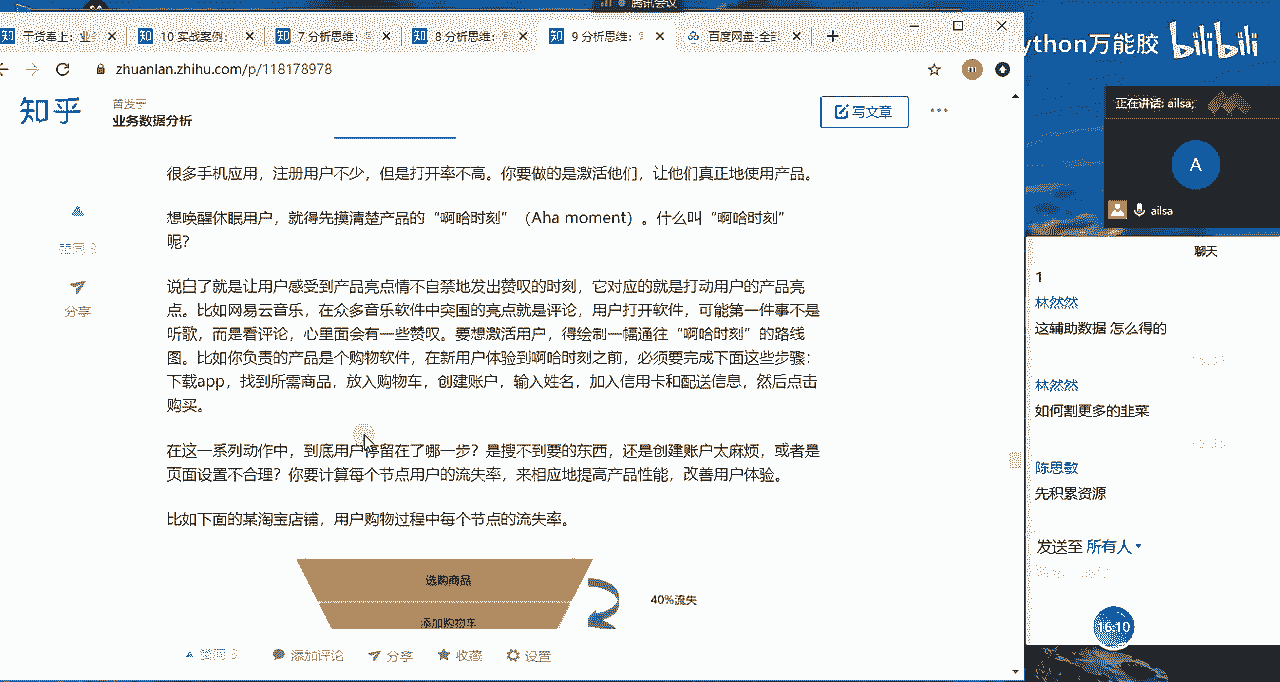 腾讯会议
干货奉上：业务
10 实战案例：
7 分析思维：
8 分析思维：
9 分析思维：
百度网盘-全部
zhuanlan.zhihu.com/p/118178978
ython万能胶 bilibili
知乎
首发于
业务数据分析
写文章
正在讲话: ailsa;
A
ailsa
很多手机应用，注册用户不少，但是打开率不高。你要做的是激活他们，让他们真正地使用产品。
想唤醒休眠用户，就得先摸清楚产品的“啊哈时刻”（Aha moment）。什么叫“啊哈时刻”
呢？
说白了就是让用户感受到产品亮点情不自禁地发出赞叹的时刻，它对应的就是打动用户的产品亮
点。比如网易云音乐，在众多音乐软件中突围的亮点就是评论，用户打开软件，可能第一件事不是
听歌，而是看评论，心里面会有一些赞叹。要想激活用户，得绘制一幅通往“啊哈时刻”的路线
图。比如你负责的产品是个购物软件，在新用户体验到啊哈时刻之前，必须要完成下面这些步骤：
下载app，找到所需商品，放入购物车，创建账户，输入姓名，加入信用卡和配送信息，然后点击
购买。
在这一系列动作中，到底用户停留在了哪一步？是搜不到要的东西，还是创建账户太麻烦，或者是
页面设置不合理？你要计算每个节点用户的流失率，来相应地提高产品性能，改善用户体验。
比如下面的某淘宝店铺，用户购物过程中每个节点的流失率。
选购商品
添加购物车
40%流失
赞同 3
分享
赞同 3
添加评论
分享
收藏
设置
聊天
1
林然然
这辅助数据 怎么得的
林然然
如何割更多的韭菜
陈思敏
先积累资源
发送至 所有人
16:10